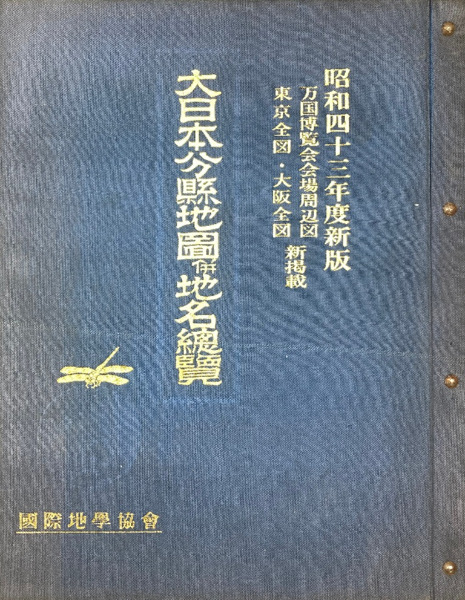 昭和四十三年度新版
万国博覧会会場周辺図
東京全図・大阪全図
新掲載
大日本分縣地圖併地名總覽
國際地學協會